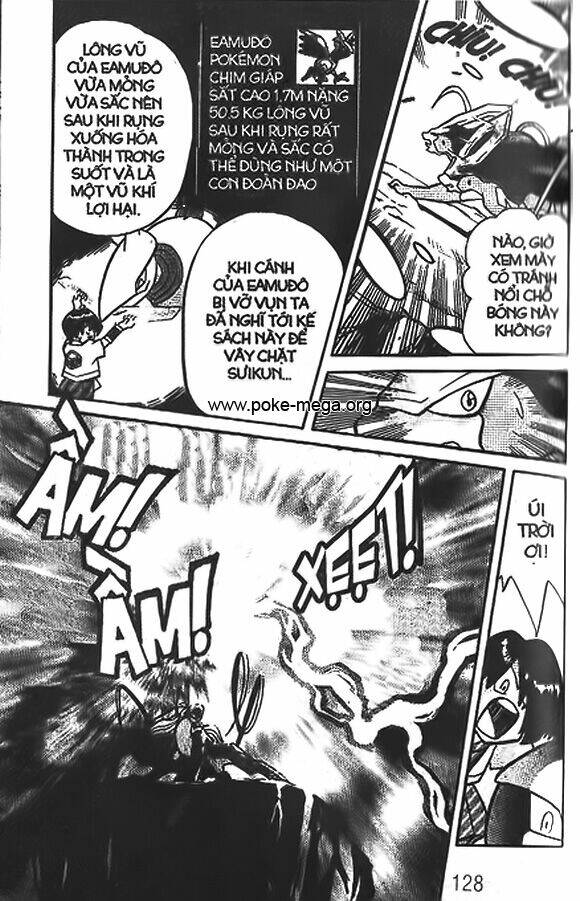 CHÍU! CHÍU!
NÀO, GIỜ
XEM MÀY
CÓ TRÁNH
NỔI CHỖ
BÓNG NÀY
KHÔNG?
EAMUĐÔ
POKÉMON
CHIM GIÁP
SẮT CAO 1,7M NẶNG
50,5 KG LÔNG VŨ
SAU KHI RỤNG RẤT
MỎNG VÀ SẮC CÓ
THỂ DÙNG NHƯ MỘT
CON ĐOẢN ĐAO
LÔNG VŨ
CỦA EAMUĐÔ
VỪA MỎNG
VỪA SẮC NÊN
SAU KHI RỤNG
XUỐNG HÓA
THÀNH TRONG
SUỐT VÀ LÀ
MỘT VŨ KHÍ
LỢI HẠI.
KHI CÁNH
CỦA EAMUĐÔ
BỊ VỠ VỤN TA
ĐÃ NGHĨ TỚI KẾ
SÁCH NÀY ĐỂ
VÂY CHẶT
SƯIKUN...
www.poke-mega.org
ÚI
TRỜI
ƠI!
XẸẸT!
ẦM!
ẦM!
128